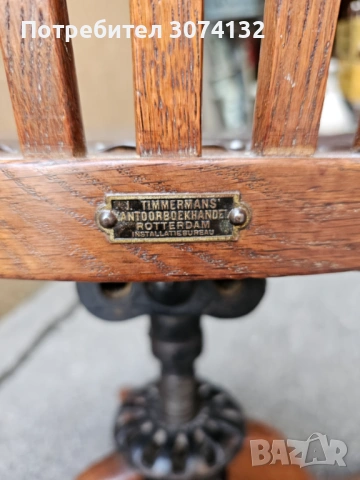 Потребител 3074132
J. TIMMERMANS'
KANTOORBOEKHANDEL
ROTTERDAM
INSTALLATIEBUREAU
bazar